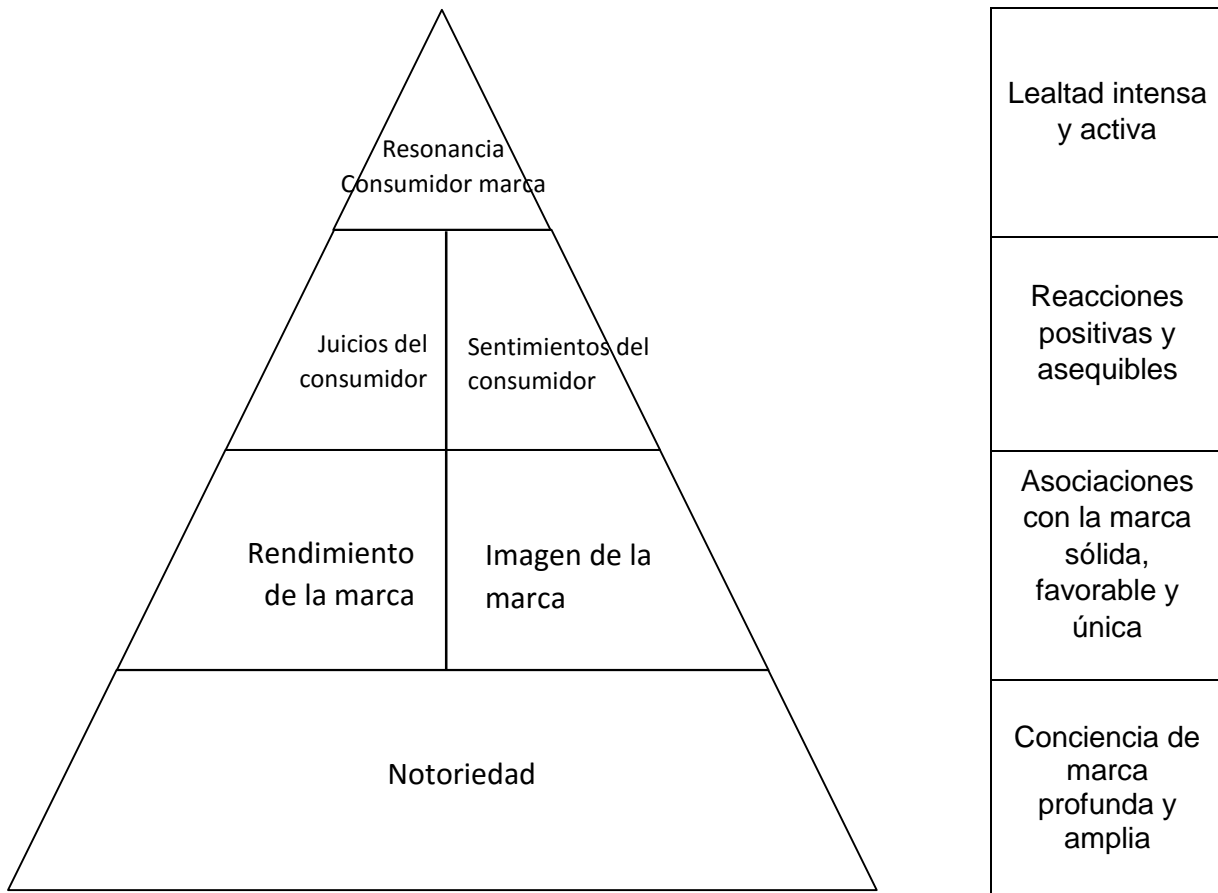 Resonancia
Consumidor marca
Juicios del
consumidor
Sentimientos del
consumidor
Rendimiento
de la marca
Imagen de la
marca
Notoriedad
Lealtad intensa
y activa
Reacciones
positivas y
asequibles
Asociaciones
con la marca
sólida,
favorable y
única
Conciencia de
marca
profunda y
amplia